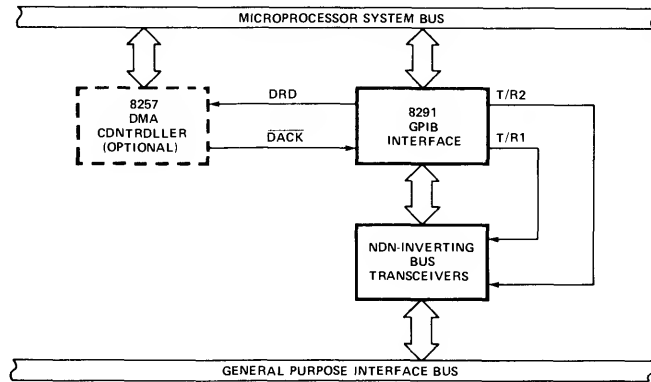 MICROPROCESSOR SYSTEM BUS
8257
DMA
CDNTRDLLER
(OPTIONAL)
DRD
DACK
8291
GPIB
INTERFACE
T/R2
T/R1
NDN-INVERTING
BUS
TRANSCEIVERS
GENERAL PURPOSE INTERFACE BUS